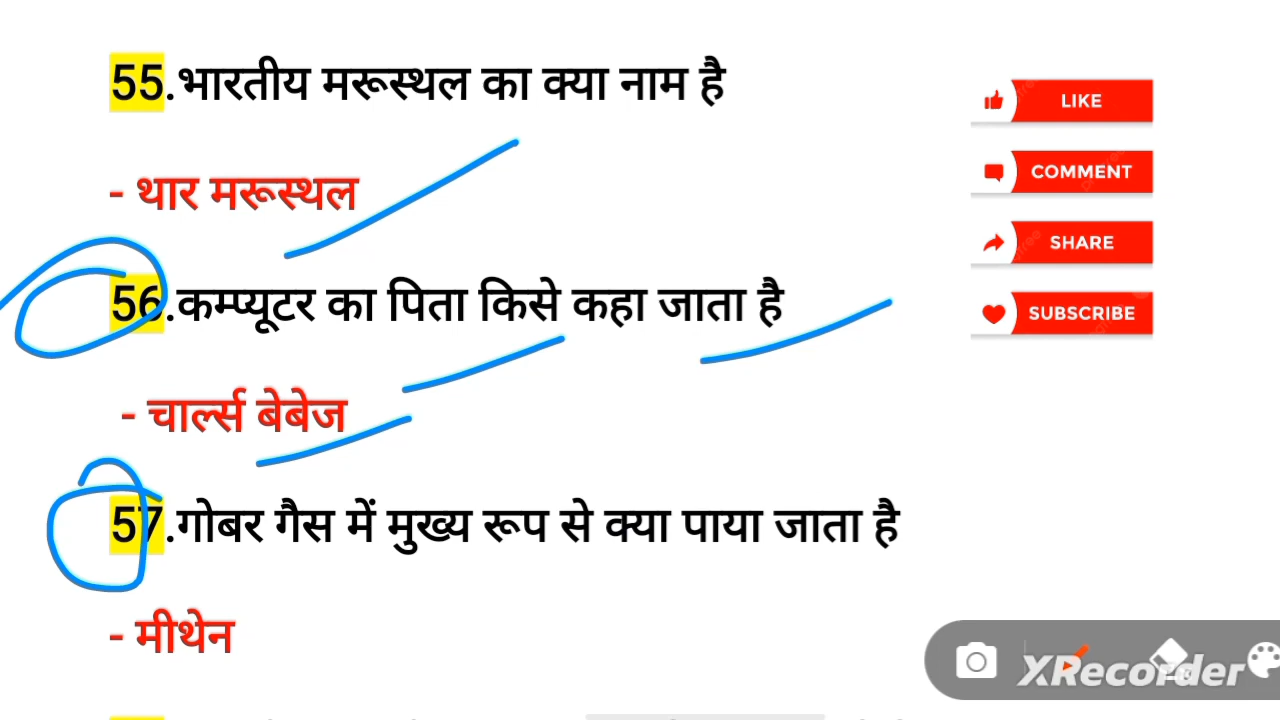 55.भारतीय मरूस्थल का क्या नाम है
LIKE
COMMENT
- थार मरूस्थल
SHARE
56.कम्प्यूटर का पिता किसे कहा जाता है
SUBSCRIBE
- चार्ल्स बेबेज
57.गोबर गैस में मुख्य रूप से क्या पाया जाता है
- मीथेन
XRecorder